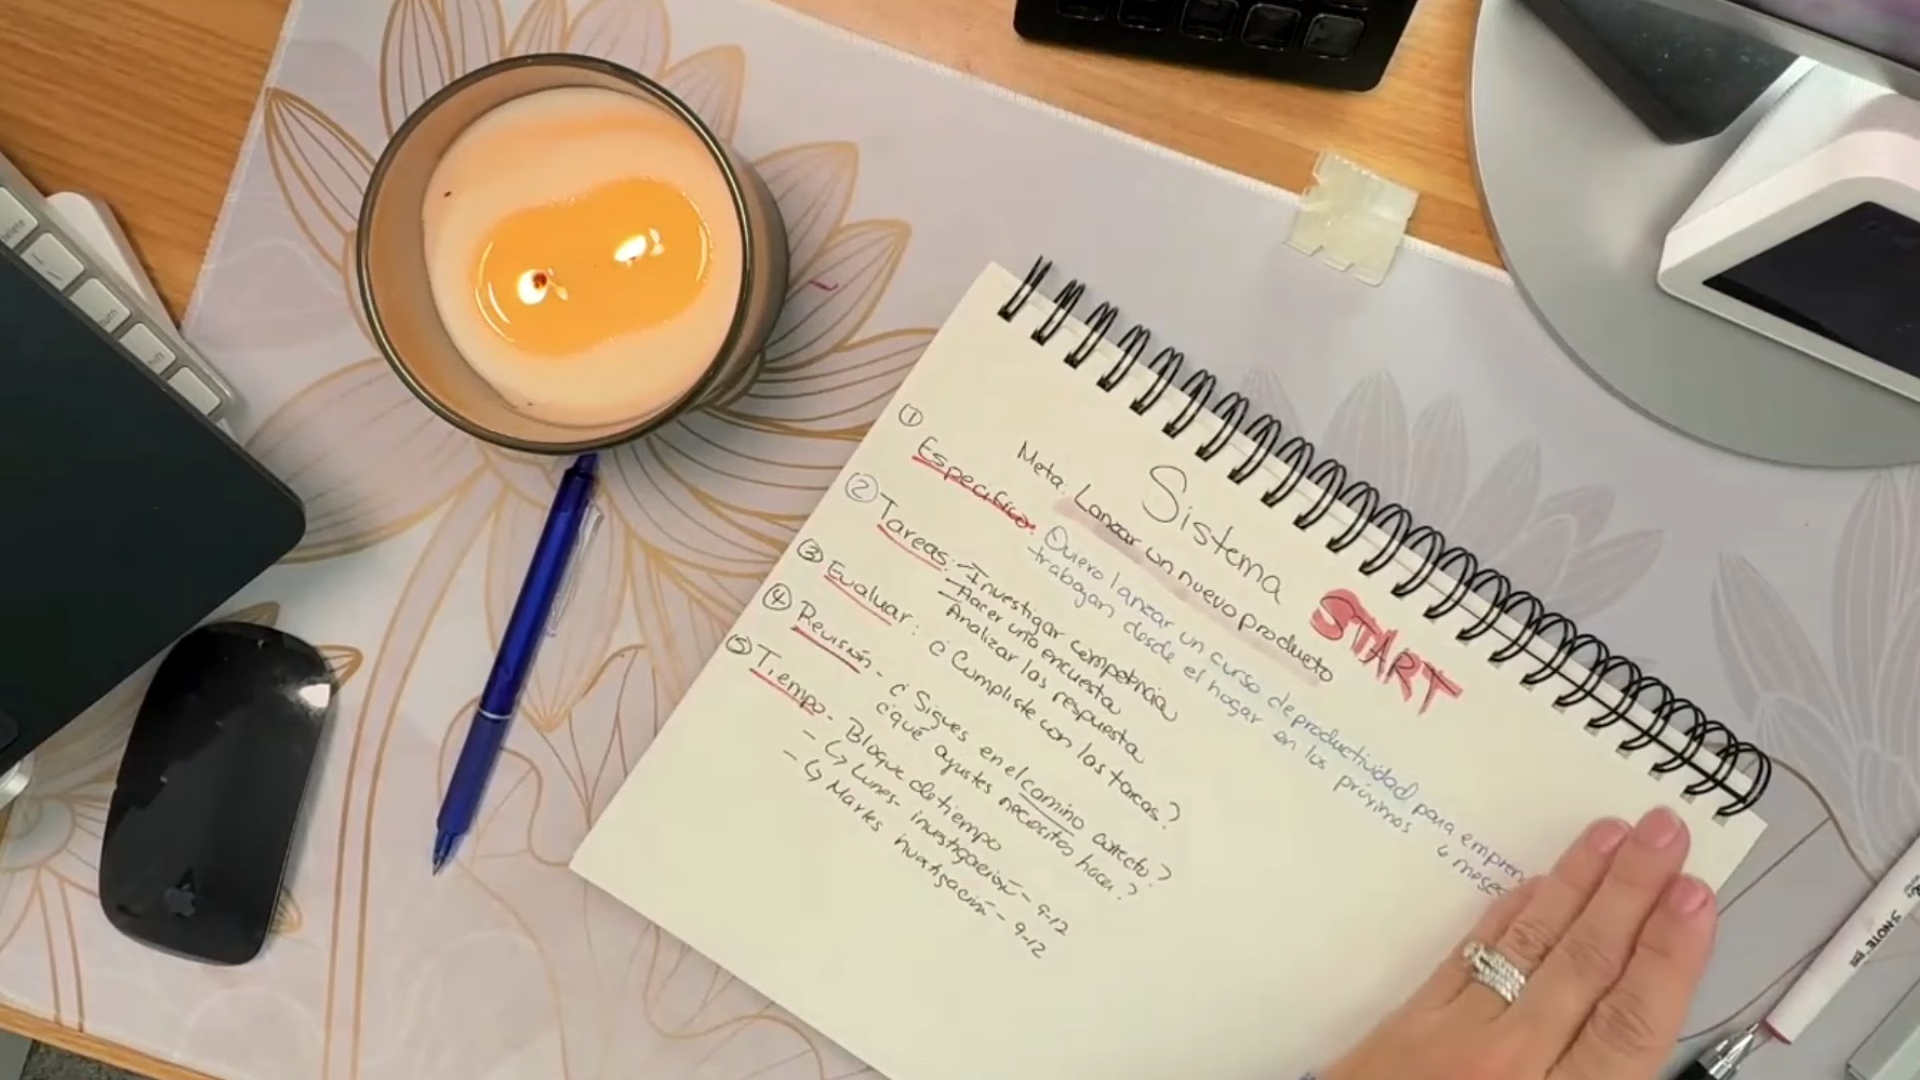 Sistema START
Meta: Lanzar un nuevo producto
① Específico: Quiero lanzar un curso de productividad para
trabajan desde el hogar en los próximos 6 meses
② Tareas: - Investigar competencia
- Hacer una encuesta
- Analizar las respuesta
③ Evaluar: ¿Cumpliste con las tareas?
④ Revisión - ¿Sigues en el camino correcto?
¿qué ajustes necesitas hacer?
⑤ Tiempo - Bloque de tiempo
- ↳ Lunes - investigación - 9-12
- ↳ Martes investigación - 9-12
delete